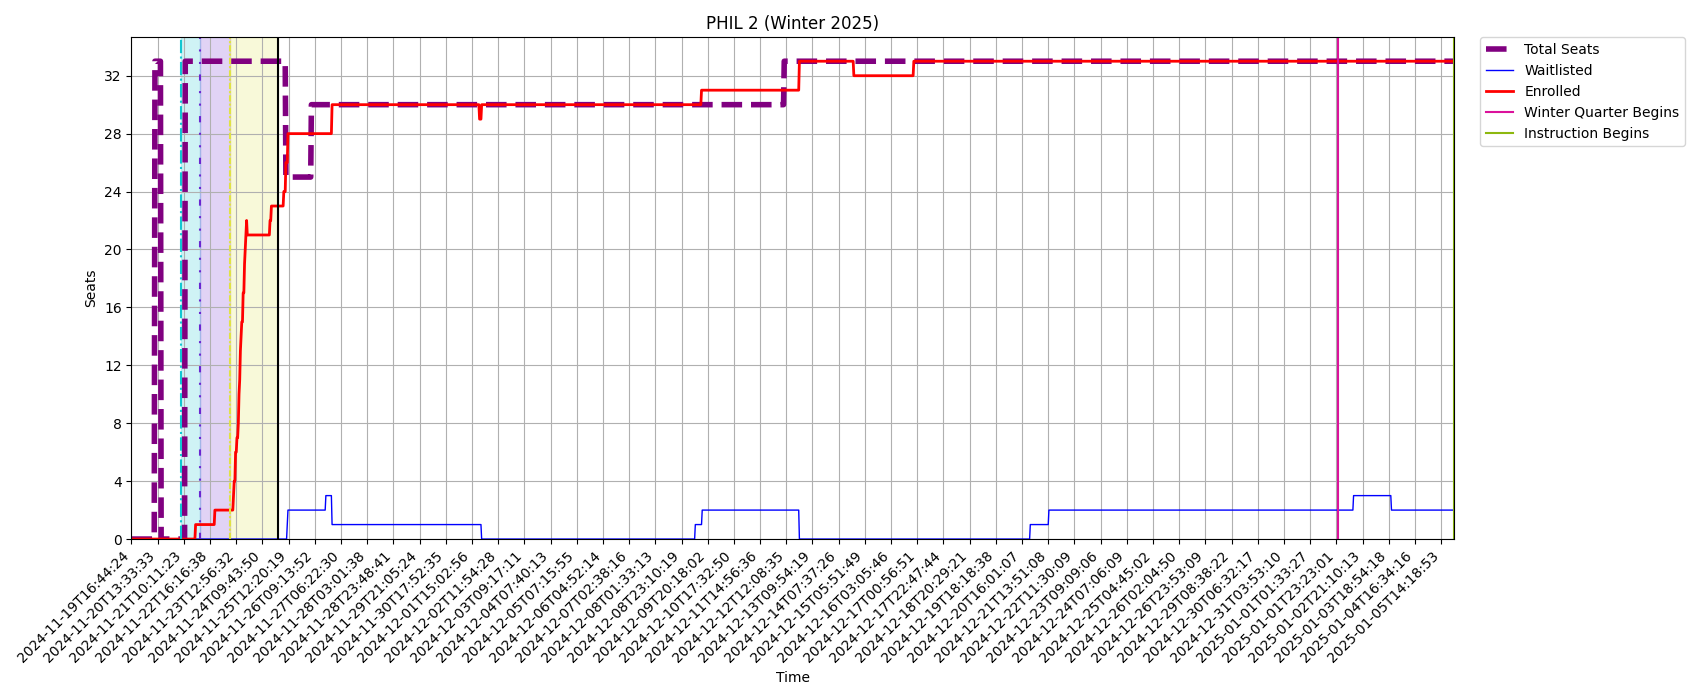 PHIL 2 (Winter 2025)
Total Seats
Waitlisted
Enrolled
Winter Quarter Begins
Instruction Begins
Seats
32
28
24
20
16
12
8
4
0
2024-11-19T16:44:24
2024-11-20T13:33:33
2024-11-21T10:11:23
2024-11-22T16:16:38
2024-11-23T12:56:32
2024-11-24T09:43:50
2024-11-25T12:20:19
2024-11-26T09:13:52
2024-11-27T06:22:30
2024-11-28T03:01:38
2024-11-28T23:48:41
2024-11-29T21:05:24
2024-11-30T17:52:35
2024-12-01T15:02:56
2024-12-02T11:54:28
2024-12-03T09:17:11
2024-12-04T07:40:13
2024-12-05T07:15:55
2024-12-06T04:52:14
2024-12-07T02:38:16
2024-12-08T01:33:13
2024-12-08T23:10:19
2024-12-09T20:18:02
2024-12-10T17:32:50
2024-12-11T14:56:36
2024-12-12T12:08:35
2024-12-13T09:54:19
2024-12-14T07:37:26
2024-12-15T05:51:49
2024-12-16T03:05:46
2024-12-17T00:56:51
2024-12-17T22:47:44
2024-12-18T20:29:21
2024-12-19T18:18:38
2024-12-20T16:01:07
2024-12-21T13:51:08
2024-12-22T11:30:09
2024-12-23T09:09:06
2024-12-24T07:06:09
2024-12-25T04:45:02
2024-12-26T02:04:50
2024-12-26T23:53:09
2024-12-29T08:38:22
2024-12-30T06:32:17
2024-12-31T03:53:10
2025-01-01T01:33:27
2025-01-01T23:23:01
2025-01-02T21:10:13
2025-01-03T18:54:18
2025-01-04T16:34:16
2025-01-05T14:18:53
Time